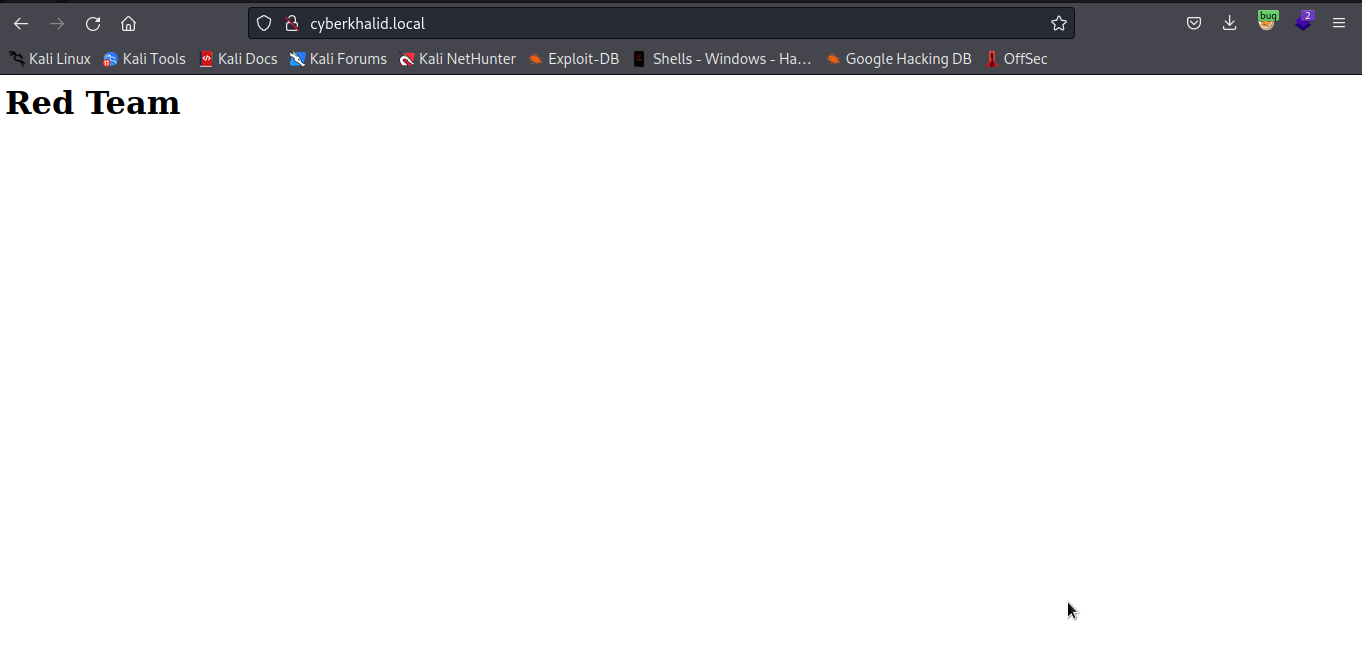 cyberkhalid.local
bug
2
Kali Linux Kali Tools Kali Docs Kali Forums Kali NetHunter Exploit-DB Shells - Windows - Ha... Google Hacking DB OffSec
Red Team